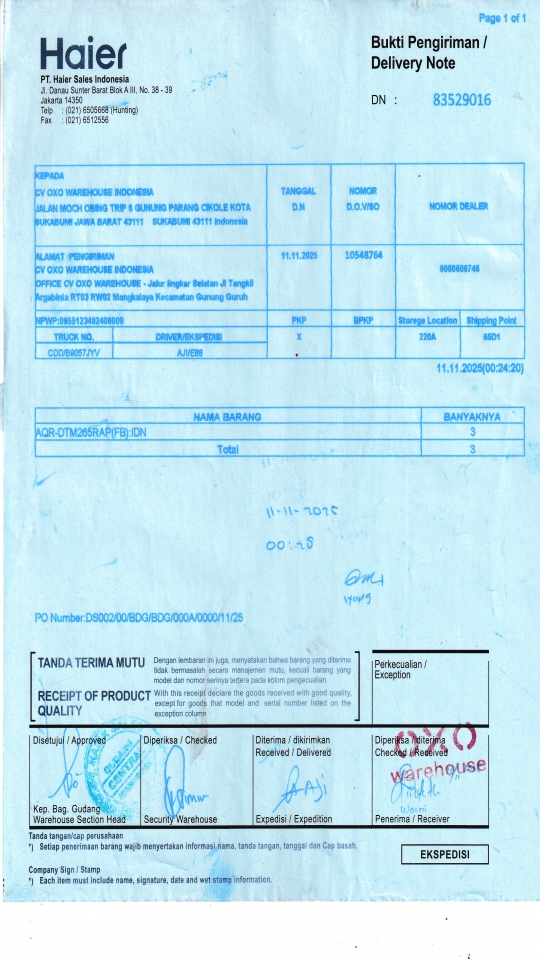 Page 1 of 1
Haier
Bukti Pengiriman /
Delivery Note
PT. Haier Sales Indonesia
Jl. Danau Sunter Barat Blok A III, No. 38 - 39
Jakarta 14350
Telp : (021) 6505668 (Hunting)
Fax : (021) 6512556
DN : 83529016
KEPADA
CV OXO WAREHOUSE INDONESIA
JALAN MOCH OBING TRIP 6 GUNUNG PARANG CIKOLE KOTA
SUKABUMI JAWA BARAT 43111 SUKABUMI 43111 Indonesia
TANGGAL
D.N
NOMOR
D.O.V/SO
NOMOR DEALER
ALAMAT PENGIRIMAN
CV OXO WAREHOUSE INDONESIA
OFFICE CV OXO WAREHOUSE - Jalur lingkar Selatan Jl Tangkil
Argabinta RT03 RW02 Mangkalaya Kecamatan Gunung Guruh
11.11.2025
10548764
NPWP:
PKP
BPKP
Storege Location
Shipping Point
TRUCK NO.
DRIVER/EKSPEDISI
X
220A
65D1
CDD/B9057JYV
AJI/E88
11.11.2025(00:24:20)
NAMA BARANG
BANYAKNYA
AQR-DTM265RAP(FB):IDN
3
Total
3
11-11-2025
00:28
PO Number:DS002/00/BDG/BDG/000A/0000/11/25
TANDA TERIMA MUTU
Dengan lembaran ini juga, menyatakan bahwa barang yang diterima
tidak bermasalah secara manajemen mutu, kecuali barang yang
model dan nomor serinya tertera pada kolom pengecualian
RECEIPT OF PRODUCT
QUALITY
With this receipt declare the goods received with good quality,
except for goods that model and serial number listed on the
exception column
Perkecualian /
Exception
Disetujui / Approved
Diperiksa / Checked
Diterima / dikirimkan
Received / Delivered
Diperiksa /diterima
Checked / Received
OXO
warehouse
AJi
Kep. Bag. Gudang
Warehouse Section Head
Security Warehouse
Expedisi / Expedition
Penerima / Receiver
Tanda tangan/cap perusahaan
*) Setiap penerimaan barang wajib menyertakan informasi nama, tanda tangan, tanggal dan Cap basah.
EKSPEDISI
Company Sign / Stamp
*) Each item must include name, signature, date and wet stamp information.